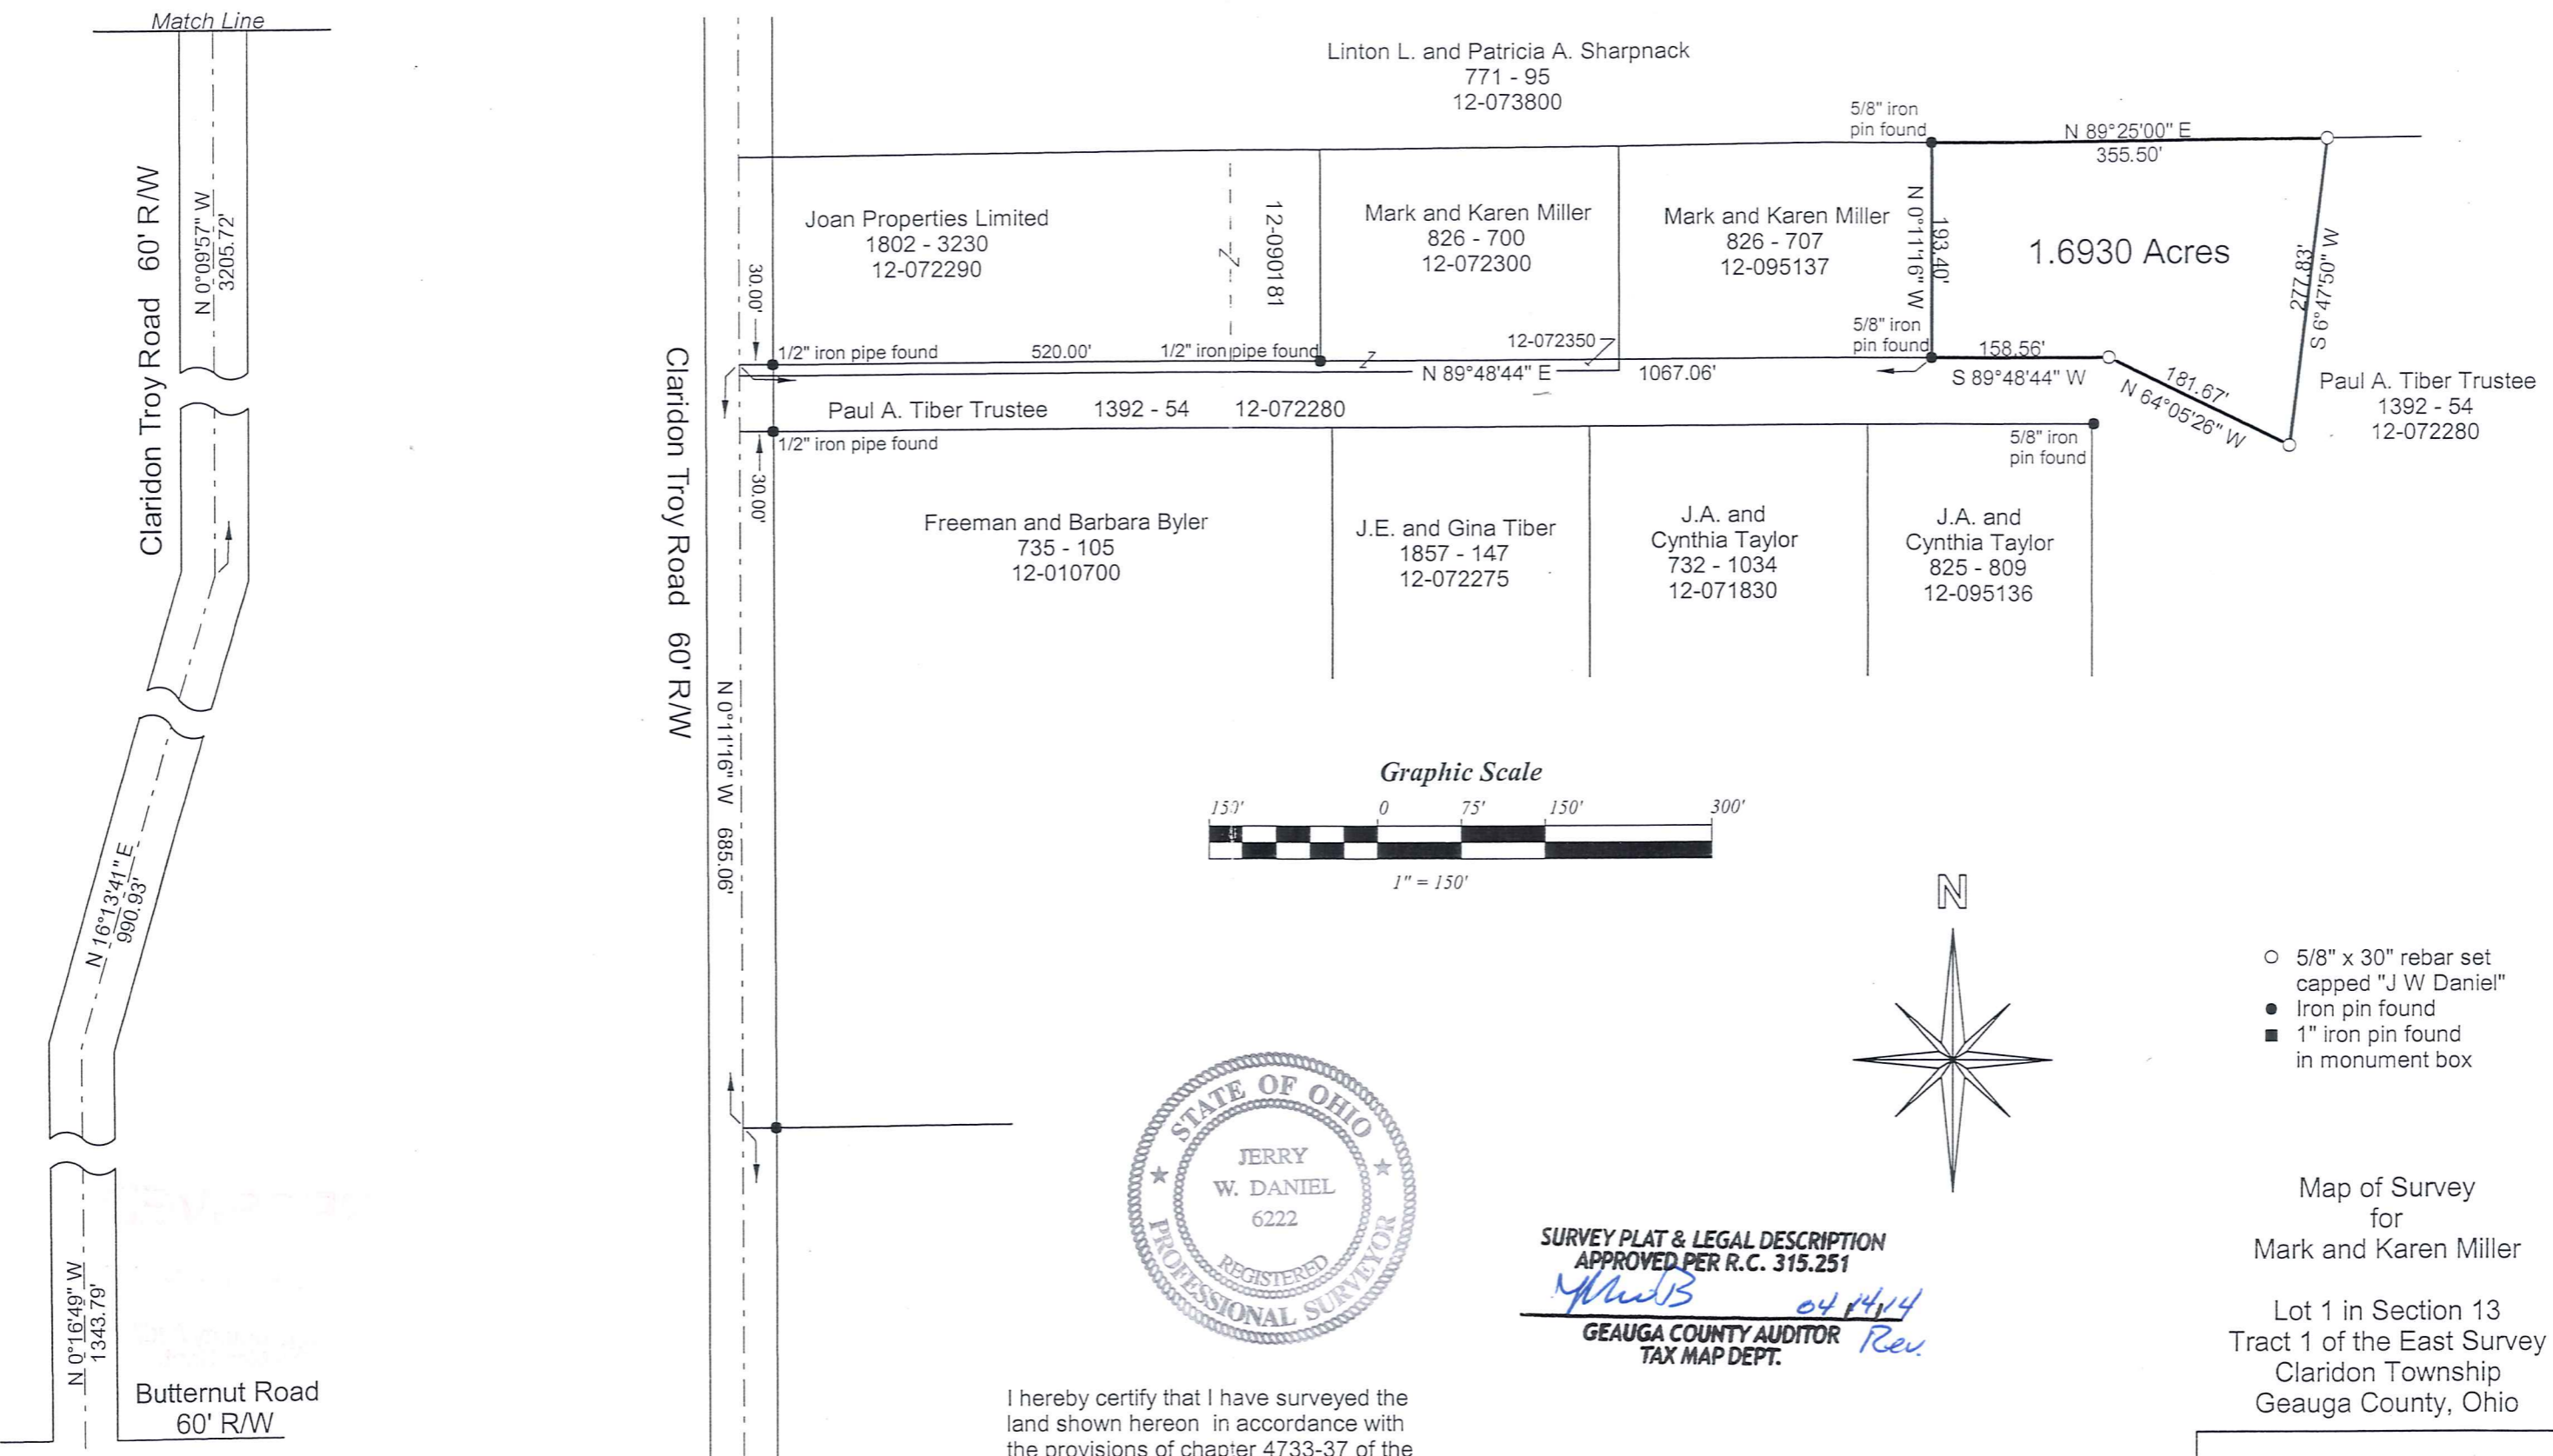 Match Line
Claridon Troy Road 60' R/W
N 0°09'57" W
3205.72'
N 16°13'41" E
990.93'
N 0°16'49" W
1343.79'
Butternut Road
60' R/W
Linton L. and Patricia A. Sharpnack
771 - 95
12-073800
5/8" iron
pin found
N 89°25'00" E
355.50'
Joan Properties Limited
1802 - 3230
12-072290
12-090181
Mark and Karen Miller
826 - 700
12-072300
Mark and Karen Miller
826 - 707
12-095137
N 0°11'16" W
193.40'
1.6930 Acres
277.83'
S 6°47'50" W
30.00'
1/2" iron pipe found
520.00'
1/2" iron pipe found
12-072350
5/8" iron
pin found
158.56'
N 89°48'44" E
1067.06'
S 89°48'44" W
181.67'
N 64°05'26" W
Paul A. Tiber Trustee
1392 - 54
12-072280
Paul A. Tiber Trustee 1392 - 54 12-072280
1/2" iron pipe found
30.00'
5/8" iron
pin found
Claridon Troy Road 60' R/W
Freeman and Barbara Byler
735 - 105
12-010700
J.E. and Gina Tiber
1857 - 147
12-072275
J.A. and
Cynthia Taylor
732 - 1034
12-071830
J.A. and
Cynthia Taylor
825 - 809
12-095136
N 0°11'16" W 685.06'
Graphic Scale
150' 0 75' 150' 300'
1" = 150'
N
5/8" x 30" rebar set
capped "J W Daniel"
Iron pin found
1" iron pin found
in monument box
STATE OF OHIO
JERRY
W. DANIEL
6222
REGISTERED
PROFESSIONAL SURVEYOR
SURVEY PLAT & LEGAL DESCRIPTION
APPROVED PER R.C. 315.251
04/14/14
GEAUGA COUNTY AUDITOR Rev.
TAX MAP DEPT.
Map of Survey
for
Mark and Karen Miller
Lot 1 in Section 13
Tract 1 of the East Survey
Claridon Township
Geauga County, Ohio
I hereby certify that I have surveyed the
land shown hereon in accordance with
the provisions of chapter 4733-37 of the